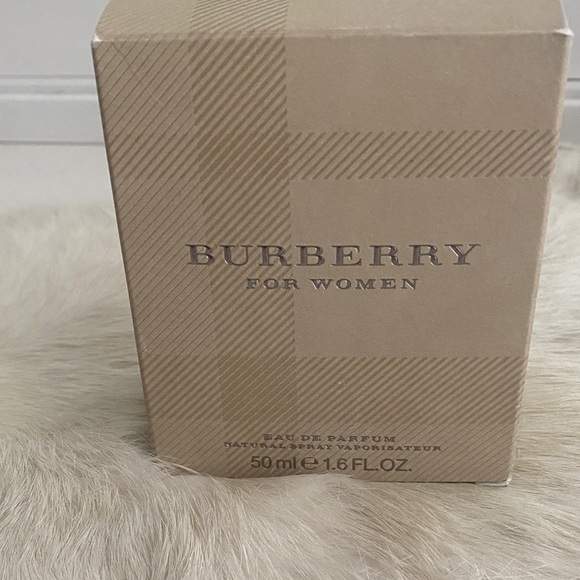 BURBERRY
FOR WOMEN
EAU DE PARFUM
NATURAL SPRAY VAPORISATEUR
50 ml e 1.6 FL.OZ.